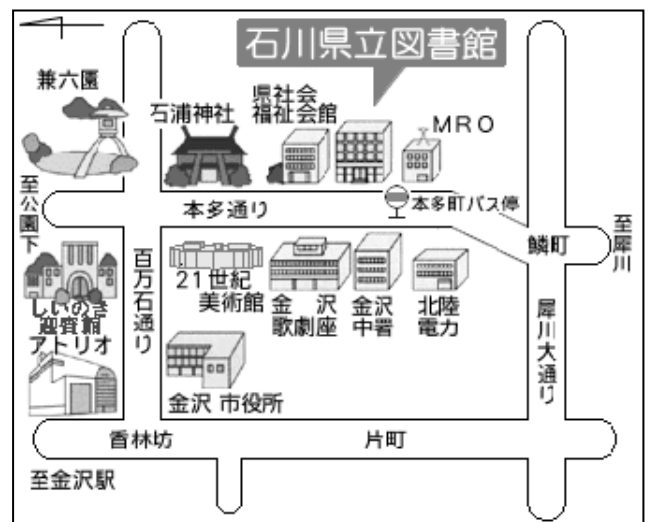 石川県立図書館
兼六園
石浦神社
県社会
福祉会館
MRO
至公園下
本多通り
本多町バス停
鱗町
至犀川
百万石通り
21世紀
美術館
金沢
歌劇座
金沢
中署
北陸
電力
しいのき
迎賓館
アトリオ
犀川大通り
金沢市役所
香林坊
片町
至金沢駅